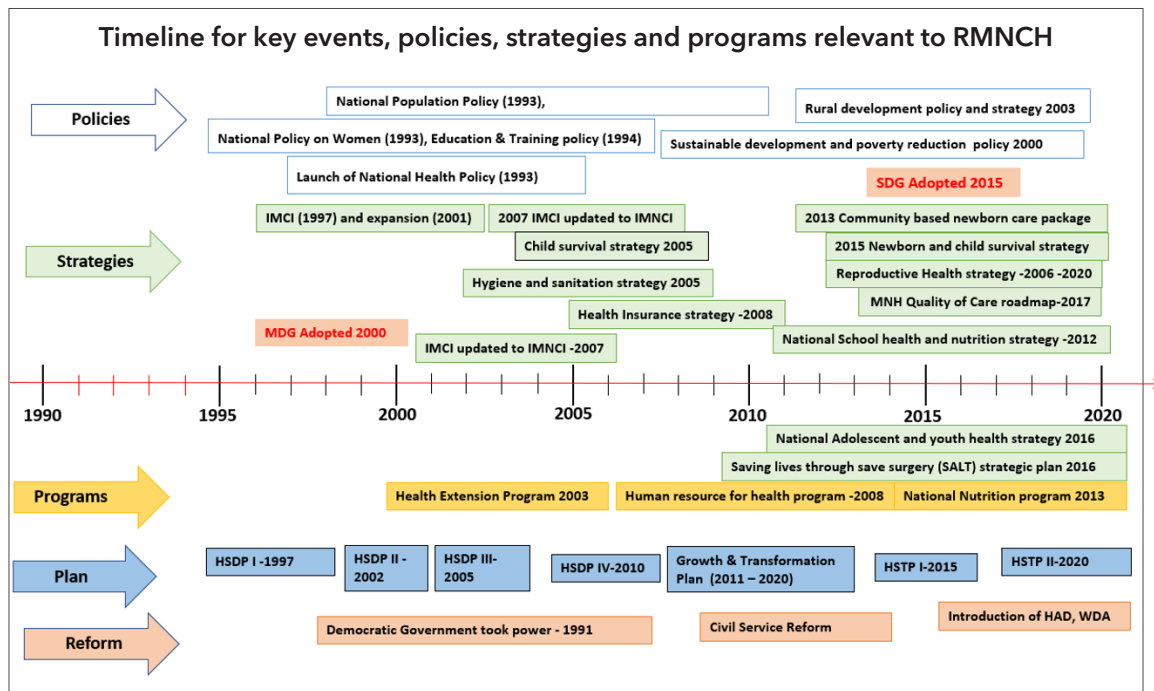 Timeline for key events, policies, strategies and programs relevant to RMNCH
Policies
National Population Policy (1993),
Rural development policy and strategy 2003
National Policy on Women (1993), Education & Training policy (1994)
Sustainable development and poverty reduction policy 2000
Launch of National Health Policy (1993)
SDG Adopted 2015
Strategies
IMCI (1997) and expansion (2001)
2007 IMCI updated to IMNCI
2013 Community based newborn care package
Child survival strategy 2005
2015 Newborn and child survival strategy
Hygiene and sanitation strategy 2005
Reproductive Health strategy -2006 -2020
Health Insurance strategy -2008
MNH Quality of Care roadmap-2017
MDG Adopted 2000
IMCI updated to IMNCI -2007
National School health and nutrition strategy -2012
1990 1995 2000 2005 2010 2015 2020
National Adolescent and youth health strategy 2016
Saving lives through save surgery (SALT) strategic plan 2016
Programs
Health Extension Program 2003
Human resource for health program -2008
National Nutrition program 2013
Plan
HSDP I -1997
HSDP II -
2002
HSDP III-
2005
HSDP IV-2010
Growth & Transformation
Plan (2011 – 2020)
HSTP I-2015
HSTP II-2020
Reform
Democratic Government took power - 1991
Civil Service Reform
Introduction of HAD, WDA